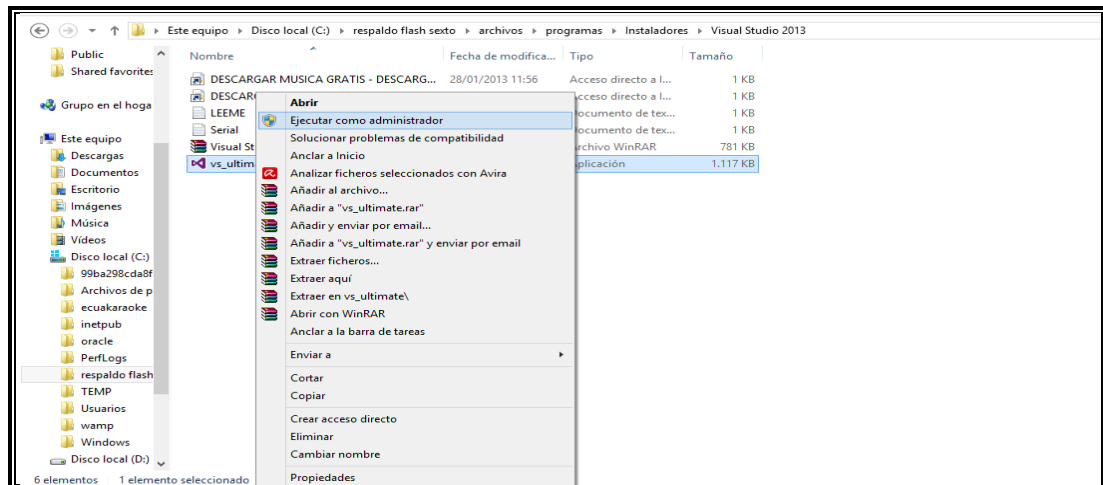 Este equipo ▸ Disco local (C:) ▸ respaldo flash sexto ▸ archivos ▸ programas ▸ Instaladores ▸ Visual Studio 2013
Public
Shared favorites
Grupo en el hoga
Este equipo
Descargas
Documentos
Escritorio
Imágenes
Música
Vídeos
Disco local (C:)
99ba298cda8f
Archivos de p
ecuakaraoke
inetpub
oracle
PerfLogs
respaldo flash
TEMP
Usuarios
wamp
Windows
Disco local (D:)
Nombre Fecha de modifica... Tipo Tamaño
DESCARGAR MUSICA GRATIS - DESCARG... 28/01/2013 11:56 Acceso directo a l... 1 KB
DESCAR cceso directo a l... 1 KB
LEEME ocumento de tex... 1 KB
Serial ocumento de tex... 1 KB
Visual St rchivo WinRAR 781 KB
vs_ultim plicación 1.117 KB
Abrir
Ejecutar como administrador
Solucionar problemas de compatibilidad
Anclar a Inicio
Analizar ficheros seleccionados con Avira
Añadir al archivo...
Añadir a "vs_ultimate.rar"
Añadir y enviar por email...
Añadir a "vs_ultimate.rar" y enviar por email
Extraer ficheros...
Extraer aquí
Extraer en vs_ultimate\
Abrir con WinRAR
Anclar a la barra de tareas
Enviar a
Cortar
Copiar
Crear acceso directo
Eliminar
Cambiar nombre
Propiedades
6 elementos 1 elemento seleccionado